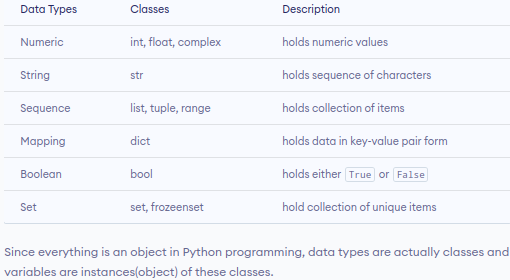 Data Types Classes Description
Numeric int, float, complex holds numeric values
String str holds sequence of characters
Sequence list, tuple, range holds collection of items
Mapping dict holds data in key-value pair form
Boolean bool holds either True or False
Set set, frozeenset hold collection of unique items
Since everything is an object in Python programming, data types are actually classes and
variables are instances(object) of these classes.